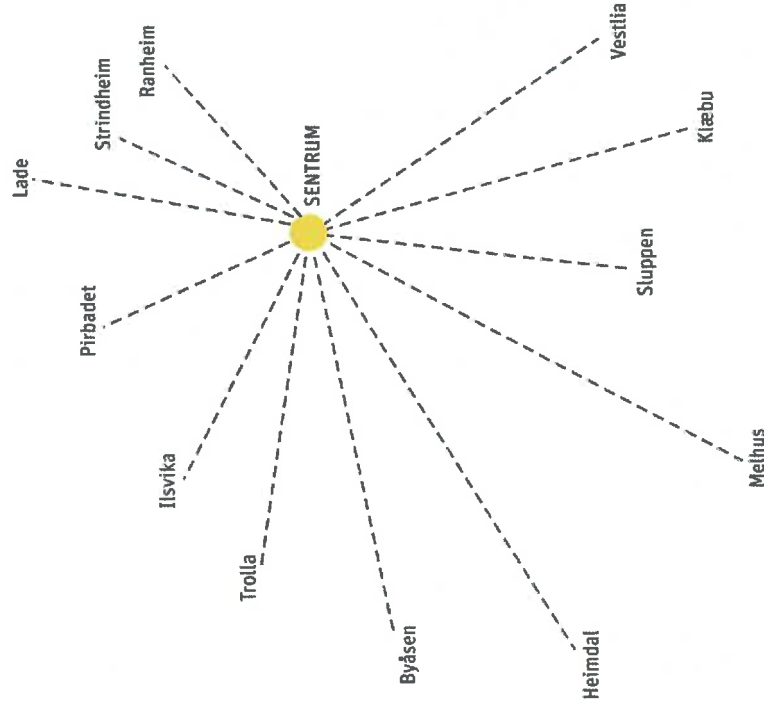 Lade
Pirbadet
Strindheim
Ranheim
Ilsvika
Trolla
SENTRUM
Byåsen
Heimdal
Vestlia
Sluppen
Klæbu
Melhus